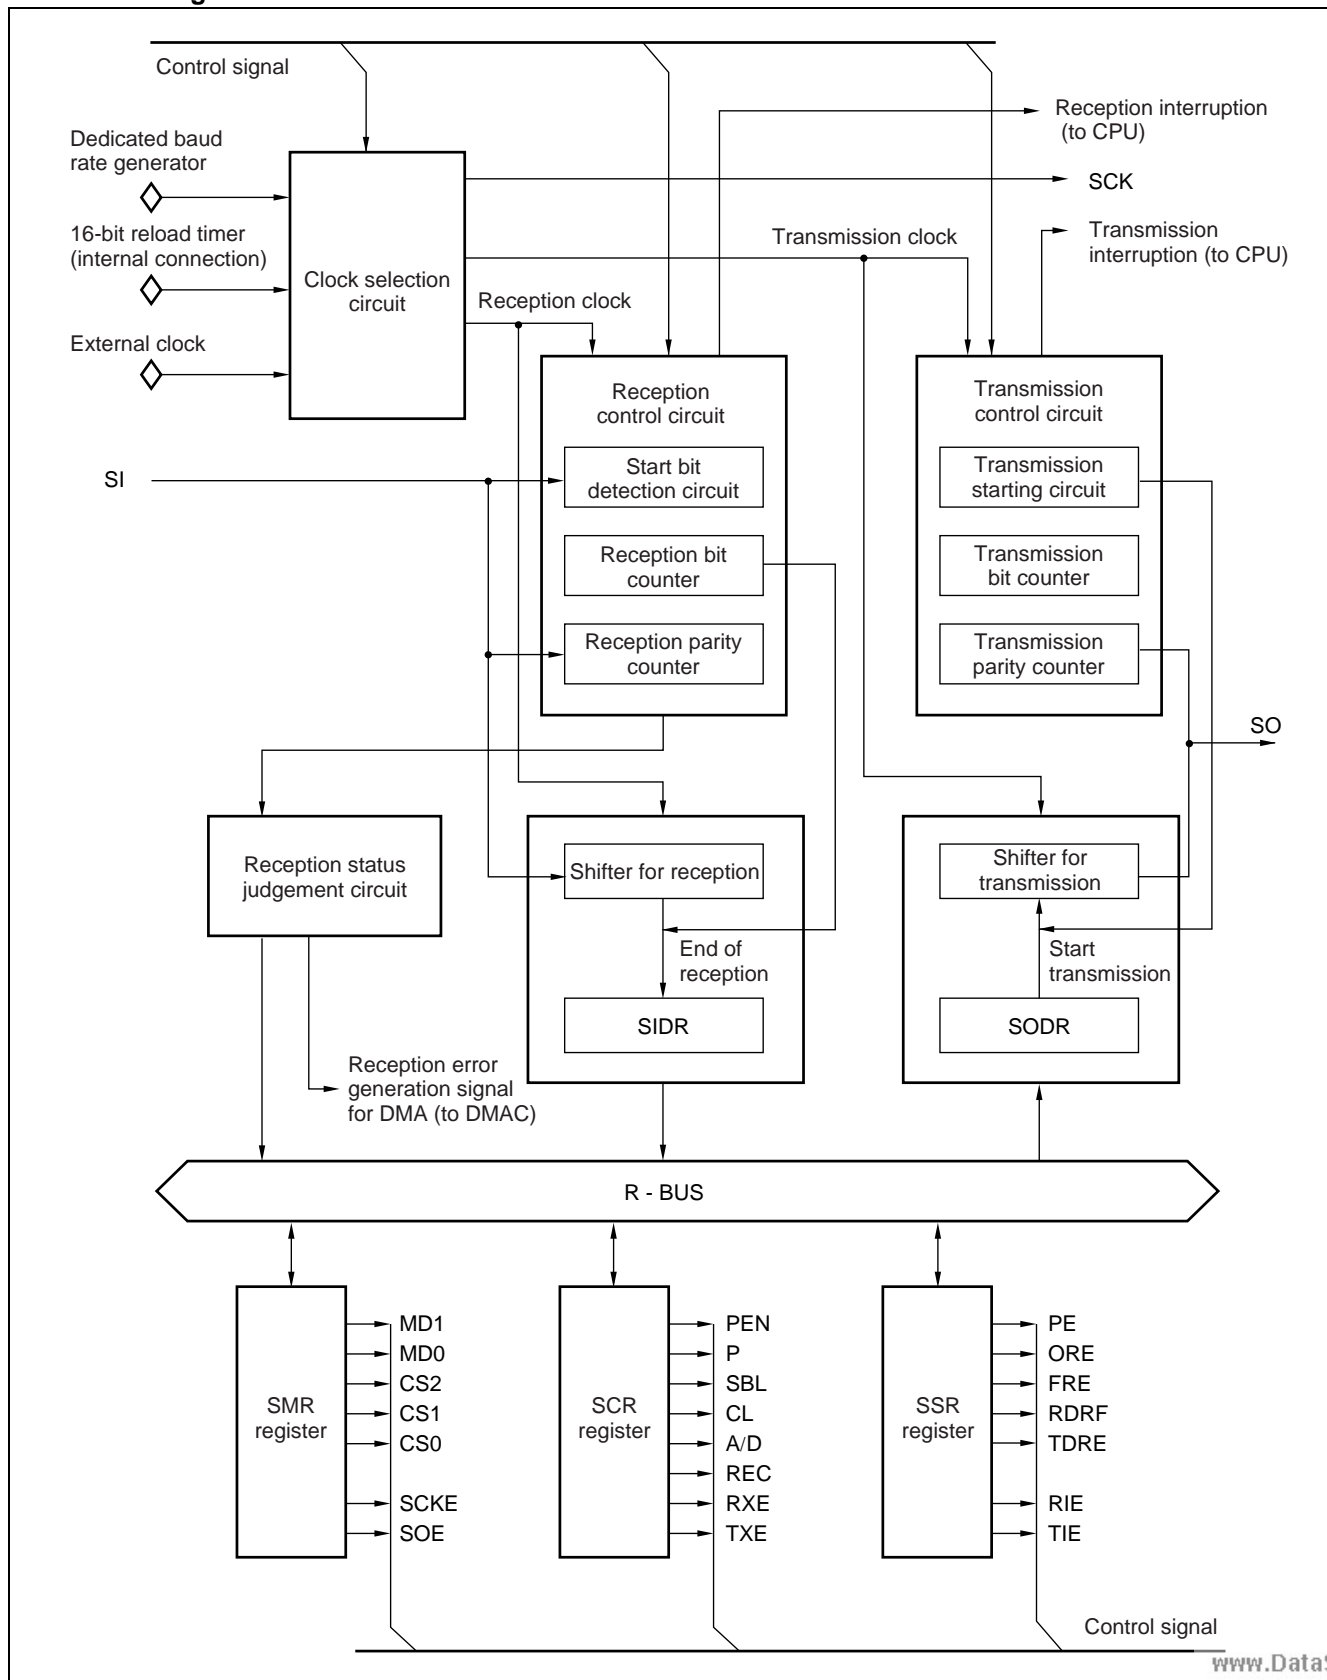 Control signal
Reception interruption
(to CPU)
Dedicated baud
rate generator
SCK
16-bit reload timer
(internal connection)
Transmission clock
Transmission
interruption (to CPU)
Clock selection
circuit
Reception clock
External clock
Reception
control circuit
Transmission
control circuit
SI
Start bit
detection circuit
Transmission
starting circuit
Reception bit
counter
Transmission
bit counter
Reception parity
counter
Transmission
parity counter
SO
Reception status
judgement circuit
Shifter for reception
Shifter for
transmission
End of
reception
Start
transmission
SIDR
SODR
Reception error
generation signal
for DMA (to DMAC)
R - BUS
SMR
register
MD1
MD0
CS2
CS1
CS0
SCKE
SOE
SCR
register
PEN
P
SBL
CL
A/D
REC
RXE
TXE
SSR
register
PE
ORE
FRE
RDRF
TDRE
RIE
TIE
Control signal